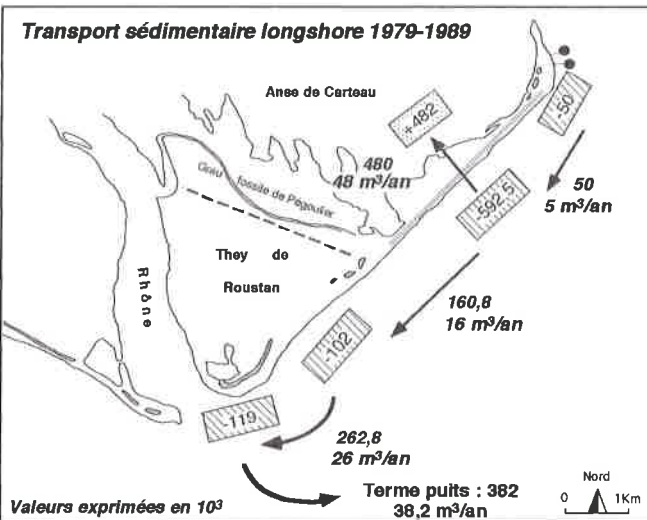 Transport sédimentaire longshore 1979-1989
Anse de Carteau
+482
-50
480
48 m³/an
50
5 m³/an
Grau fossile de Pégoulier
-592,5
They de
Roustan
Rhône
160,8
16 m³/an
-102
-119
262,8
26 m³/an
Terme puits : 382
38,2 m³/an
Nord
0 1Km
Valeurs exprimées en 10³